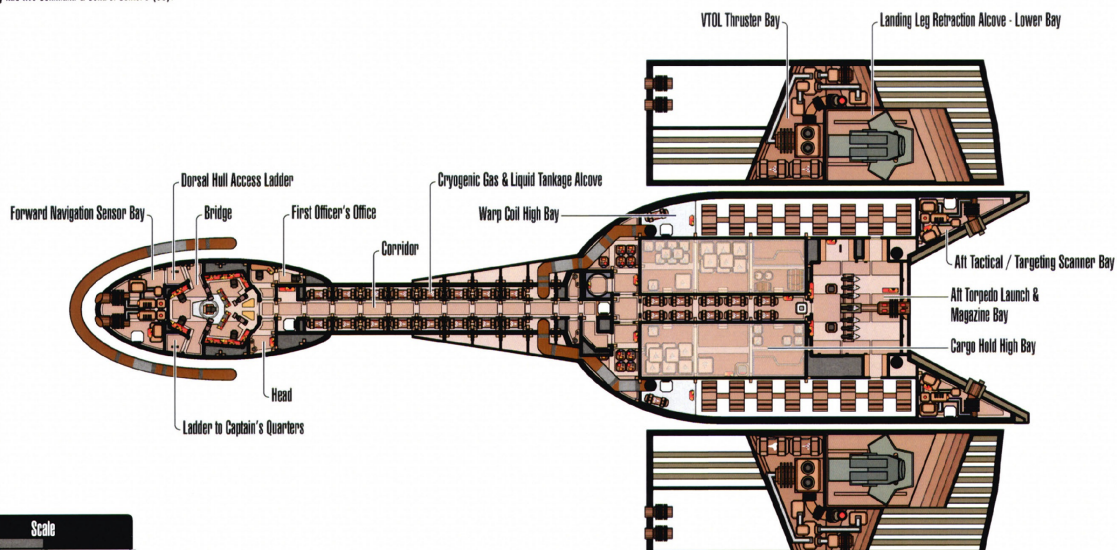 VTOL Thruster Bay
Landing Leg Retraction Alcove - Lower Bay
Dorsal Hull Access Ladder
Cryogenic Gas & Liquid Tankage Alcove
Forward Navigation Sensor Bay
Bridge
First Officer's Office
Warp Coil High Bay
Corridor
Aft Tactical / Targeting Scanner Bay
Aft Torpedo Launch &
Magazine Bay
Cargo Hold High Bay
Head
Ladder to Captain's Quarters
Scale